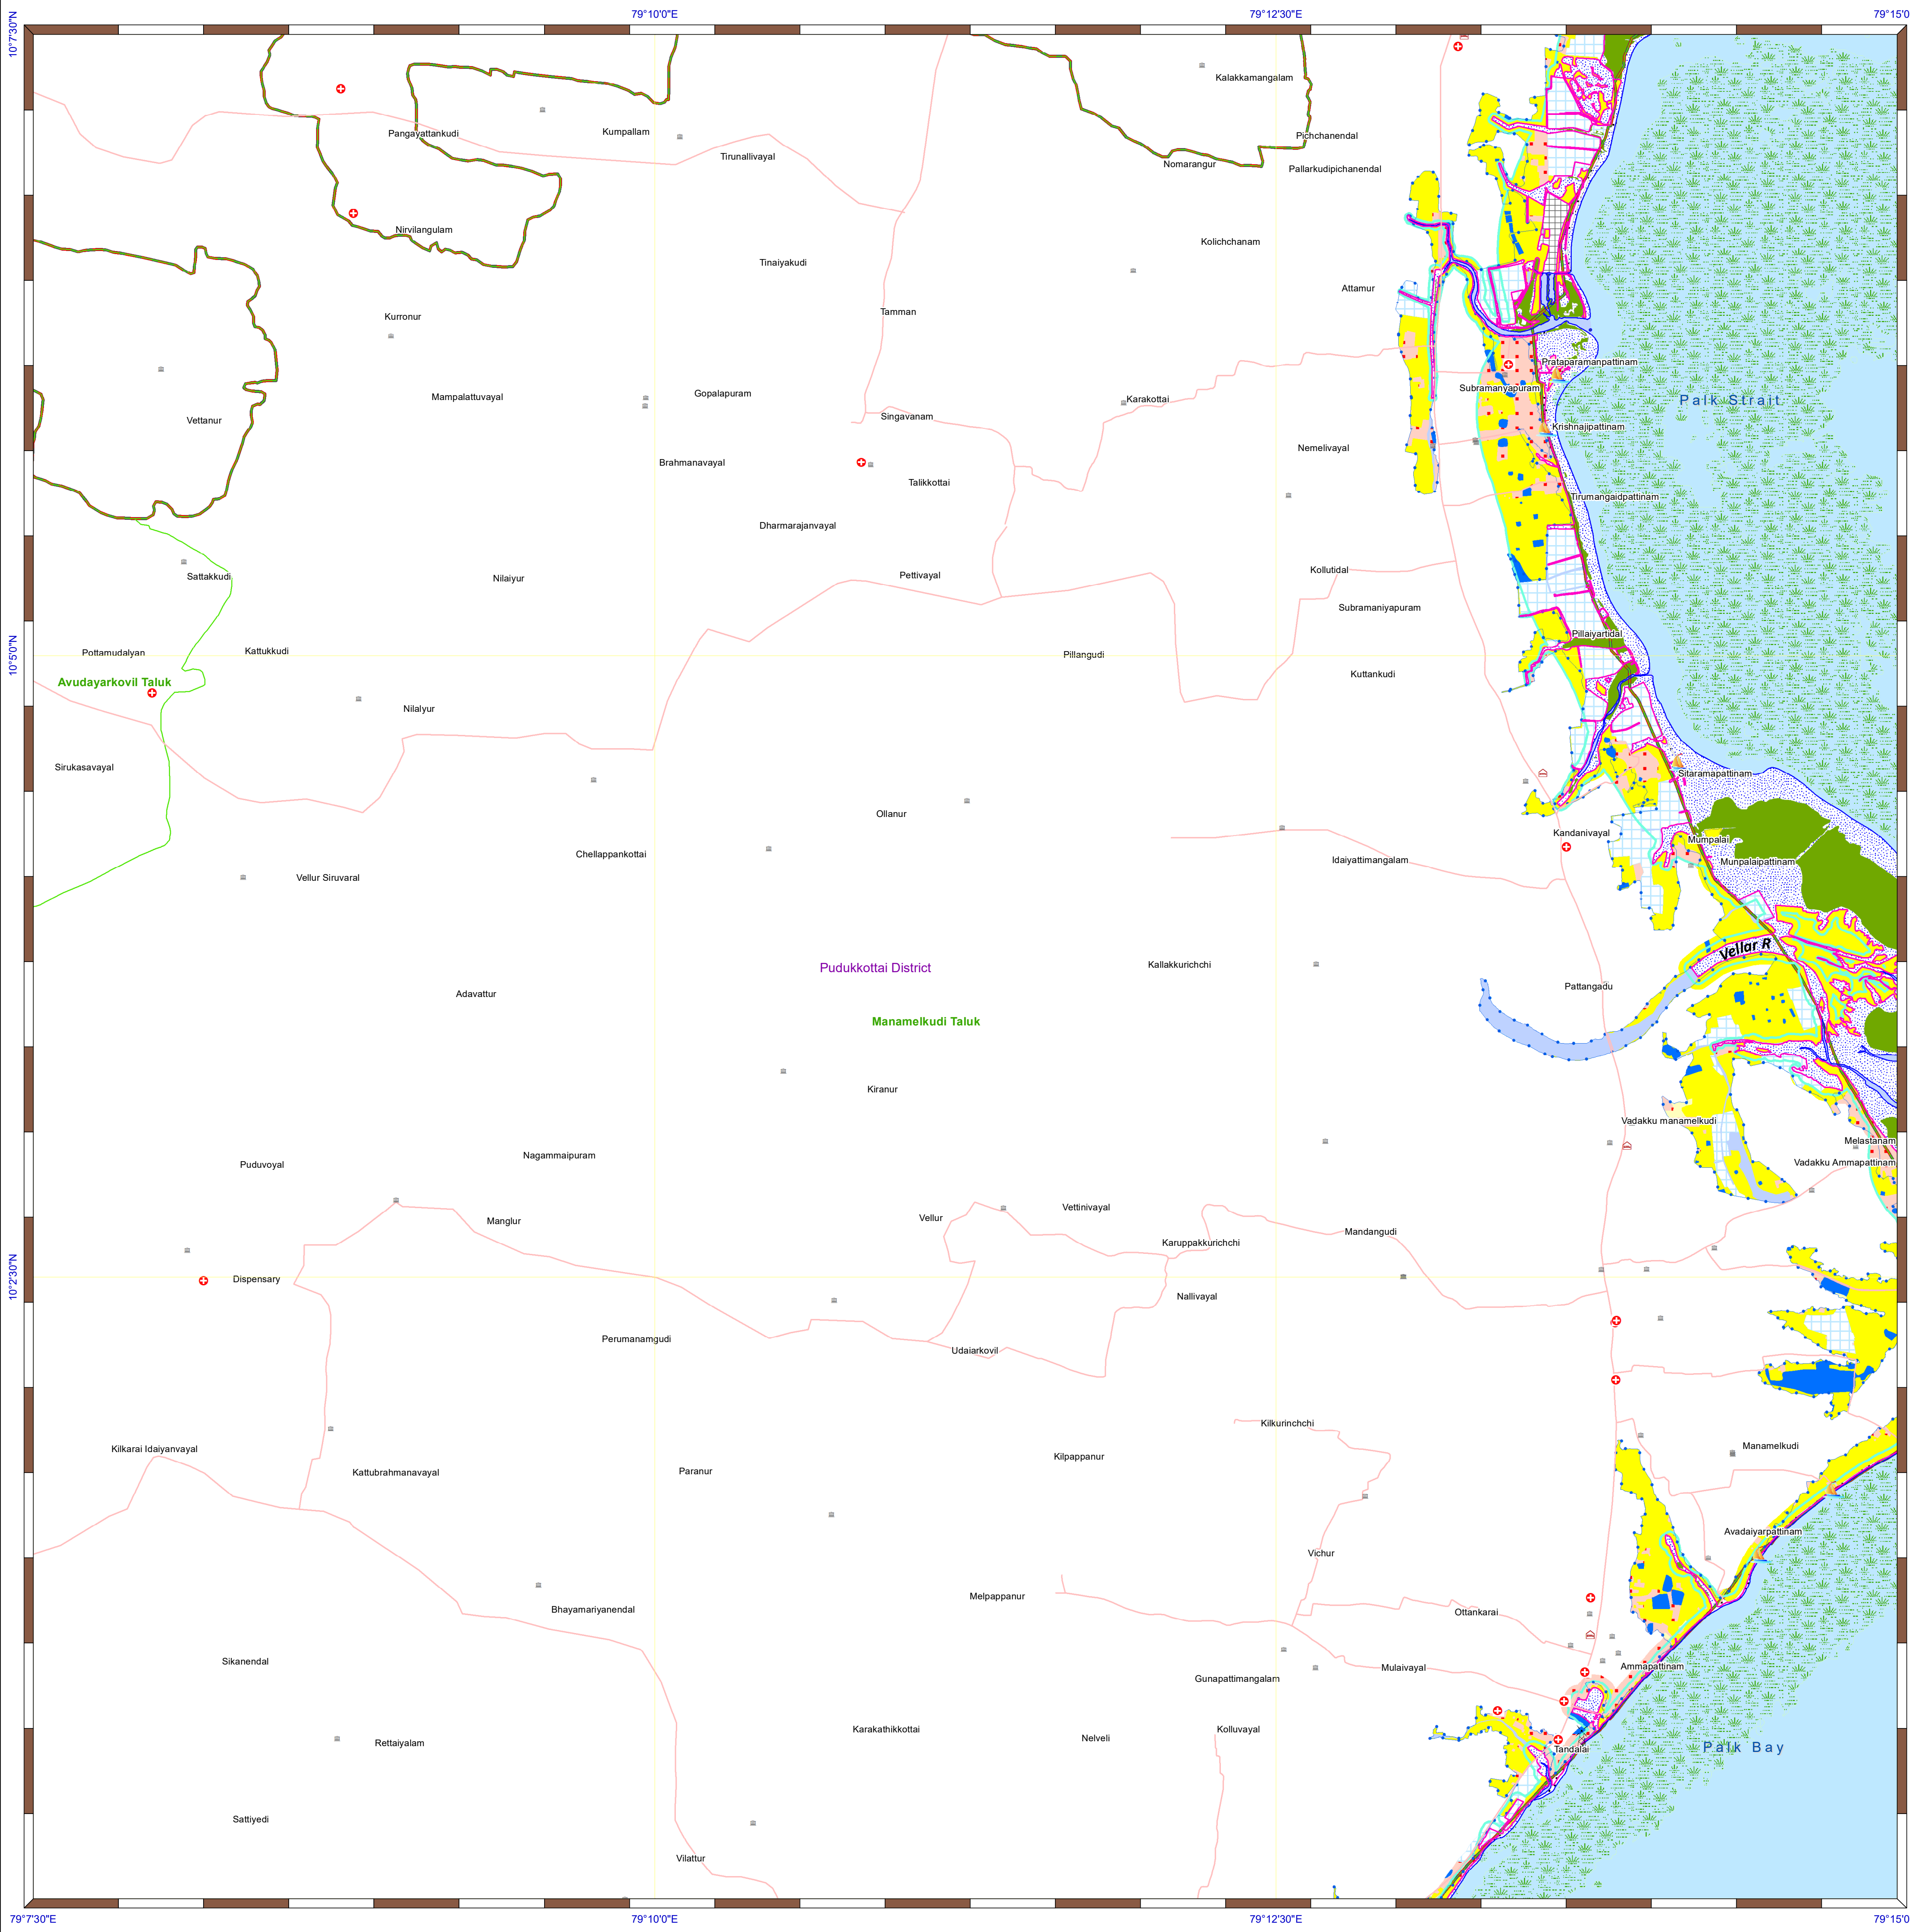 79°10'0"E
79°12'30"E
79°15'0
10°7'30"N
Kalakkamangalam
Pangayattankudi
Kumpallam
Pichchanendal
Tirunallivayal
Nomarangur
Pallarkudipichanendal
Nirvilangulam
Kolichchanam
Tinaiyakudi
Attamur
Kurronur
Tamman
Prataparamanpattinam
Subramanyapuram
Mampalattuvayal
Gopalapuram
Karakottai
Palk Strait
Vettanur
Singavanam
Krishnajipattinam
Nemelivayal
Brahmanavayal
Talikkottai
Tirumangaidpattinam
Dharmarajanvayal
Sattakkudi
Nilaiyur
Pettivayal
Kollutidal
Subramaniyapuram
Pillaiyartidal
10°5'0"N
Pottamudalyan
Kattukkudi
Pillangudi
Kuttankudi
Avudayarkovil Taluk
Nilalyur
Sirukasavayal
Sitaramapattinam
Ollanur
Kandanivayal
Mumpalai
Chellappankottai
Idaiyattimangalam
Munpalaipattinam
Vellur Siruvaral
Vellar R
Pudukkottai District
Kallakkurichchi
Pattangadu
Adavattur
Manamelkudi Taluk
Kiranur
Vadakku manamelkudi
Melastanam
Nagammaipuram
Puduvoyal
Vadakku Ammapattinam
Vettinivayal
Manglur
Vellur
Mandangudi
Karuppakkurichchi
10°2'30"N
Dispensary
Nallivayal
Perumanamgudi
Udaiarkovil
Kilkurinchchi
Kilkarai Idaiyanvayal
Manamelkudi
Kilpappanur
Kattubrahmanavayal
Paranur
Avadaiyarpattinam
Vichur
Melpappanur
Bhayamariyanendal
Ottankarai
Sikanendal
Mulaivayal
Ammapattinam
Gunapattimangalam
Karakathikkottai
Nelveli
Kolluvayal
Rettaiyalam
Tandalai
Palk Bay
Sattiyedi
Vilattur
79°7'30"E
79°10'0"E
79°12'30"E
79°15'0